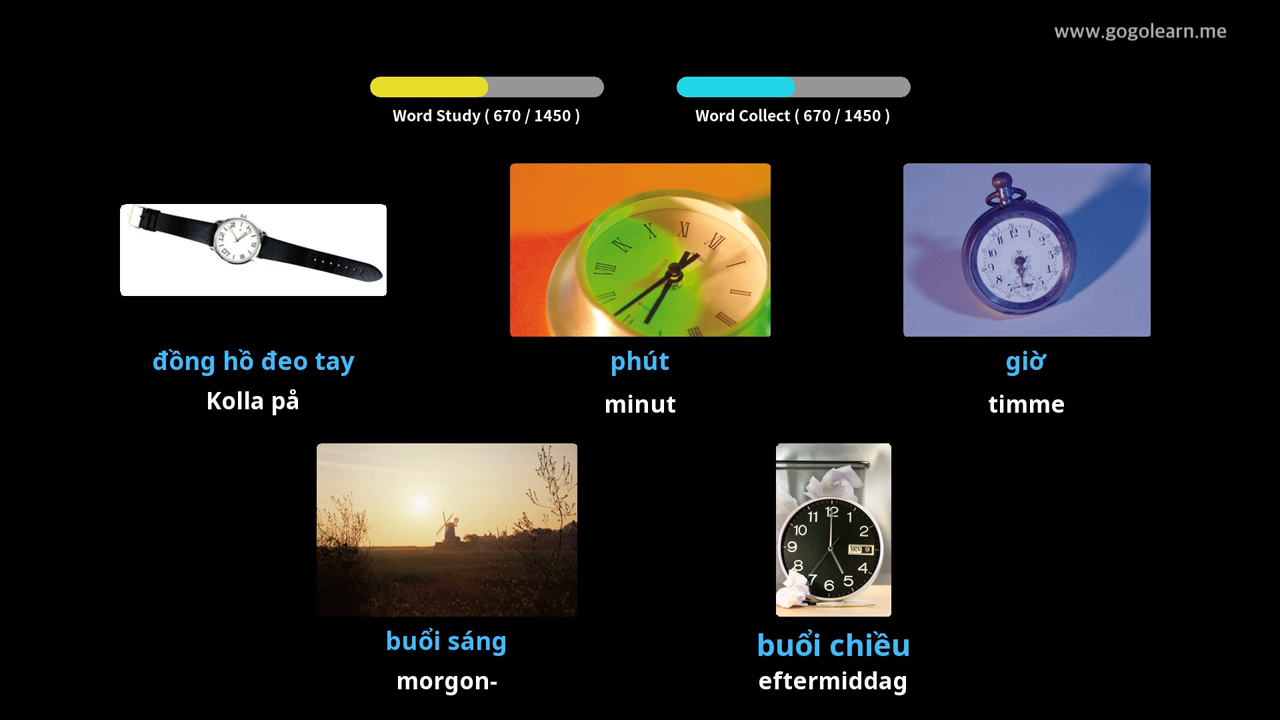 www.gogolearn.me
Word Study ( 670 / 1450 )
Word Collect ( 670 / 1450 )
đồng hồ đeo tay
Kolla på
phút
minut
giờ
timme
buổi sáng
morgon-
buổi chiều
eftermiddag